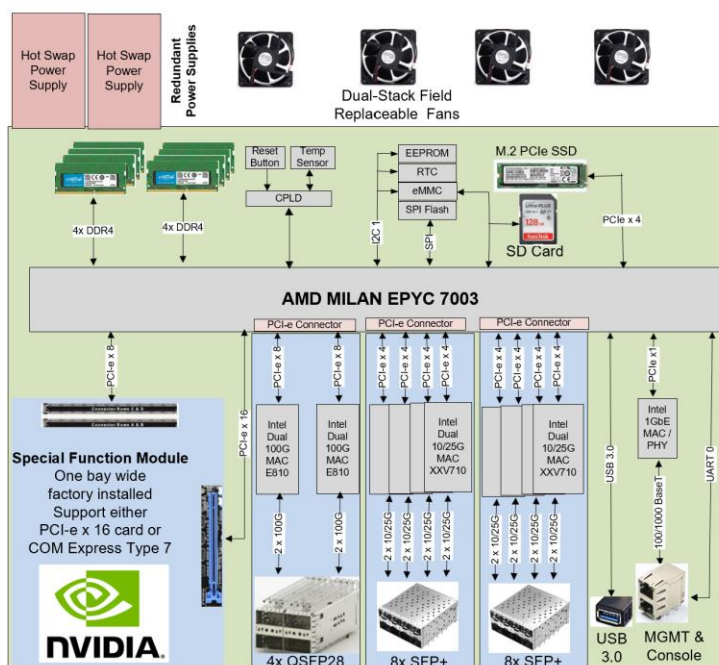 Hot Swap
Power
Supply
Hot Swap
Power
Supply
Redundant
Power Supplies
Dual-Stack Field
Replaceable Fans
Reset
Button
Temp
Sensor
CPLD
EEPROM
RTC
eMMC
SPI Flash
M.2 PCIe SSD
SD Card
4x DDR4
4x DDR4
I2C 1
SPI
PCIe x 4
AMD MILAN EPYC 7003
PCI-e Connector
PCI-e Connector
PCI-e Connector
PCI-e x 8
PCI-e x 16
PCI-e x 8
PCI-e x 8
PCI-e x 4
PCI-e x 4
PCI-e x 4
PCI-e x 4
PCI-e x 4
PCI-e x 4
PCI-e x 4
PCI-e x 4
PCIe x1
USB 3.0
UART 0
Connector Rows C & D
Connector Rows A & B
Special Function Module
One bay wide
factory installed
Support either
PCI-e x 16 card or
COM Express Type 7
NVIDIA
Intel
Dual
100G
MAC
E810
Intel
Dual
100G
MAC
E810
Intel
Dual
10/25G
MAC
XXV710
Intel
Dual
10/25G
MAC
XXV710
Intel
1GbE
MAC /
PHY
2 x 100G
2 x 100G
2 x 10/25G
2 x 10/25G
2 x 10/25G
2 x 10/25G
2 x 10/25G
2 x 10/25G
2 x 10/25G
2 x 10/25G
100/1000 BaseT
4x QSFP28
8x SFP+
8x SFP+
USB
3.0
MGMT &
Console